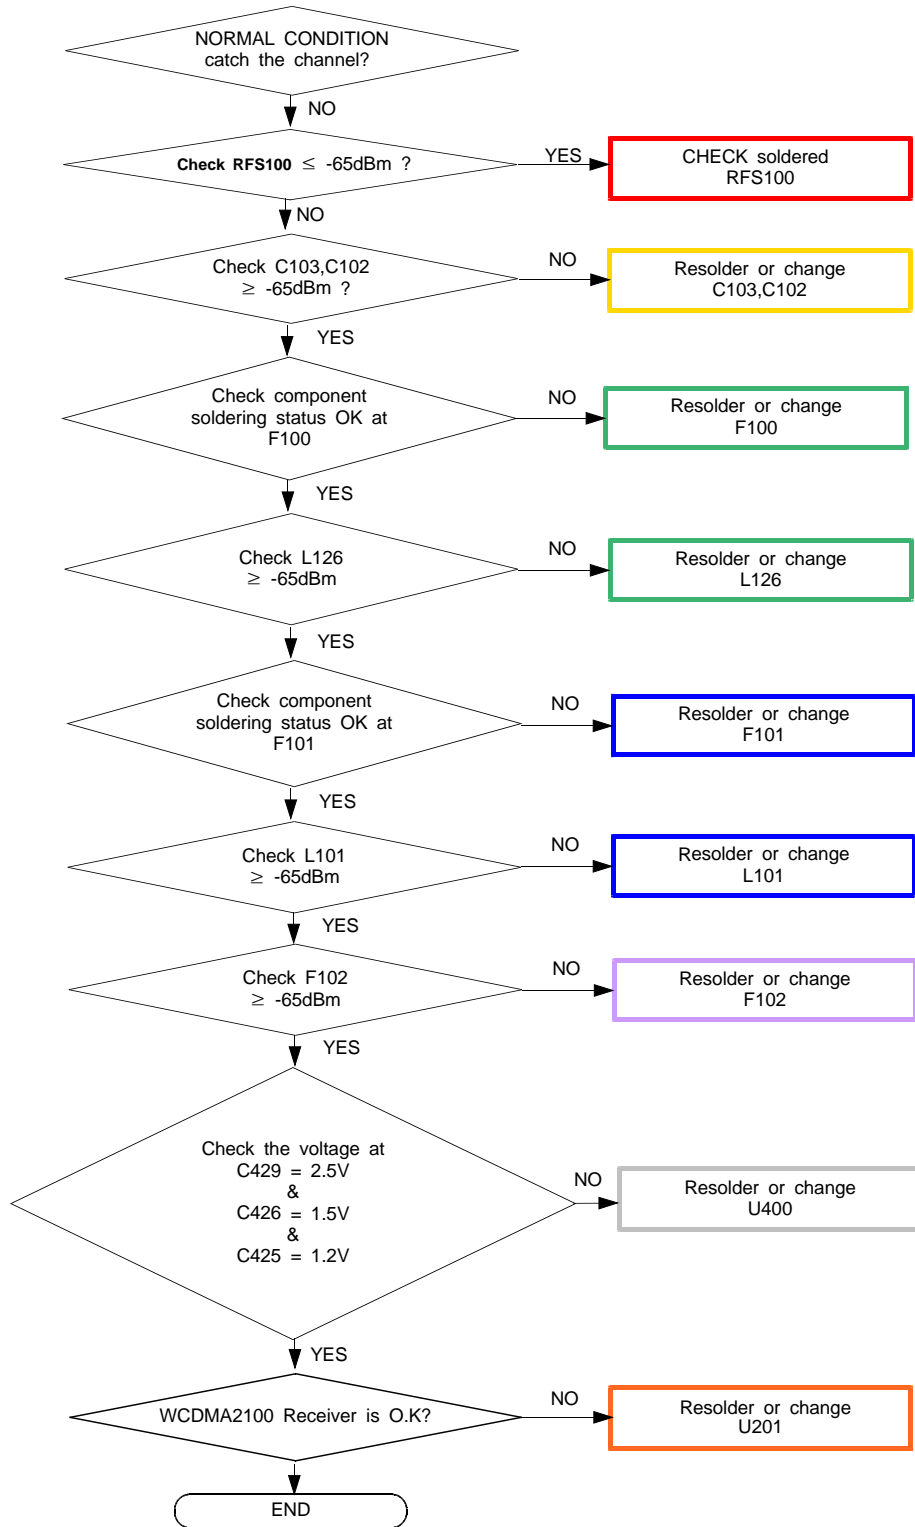 NORMAL CONDITION
catch the channel?
NO
Check RFS100 ≤ -65dBm ?
YES
CHECK soldered
RFS100
NO
Check C103,C102
≥ -65dBm ?
NO
Resolder or change
C103,C102
YES
Check component
soldering status OK at
F100
NO
Resolder or change
F100
YES
Check L126
≥ -65dBm
NO
Resolder or change
L126
YES
Check component
soldering status OK at
F101
NO
Resolder or change
F101
YES
Check L101
≥ -65dBm
NO
Resolder or change
L101
YES
Check F102
≥ -65dBm
NO
Resolder or change
F102
YES
Check the voltage at
C429 = 2.5V
&
C426 = 1.5V
&
C425 = 1.2V
NO
Resolder or change
U400
YES
WCDMA2100 Receiver is O.K?
NO
Resolder or change
U201
END